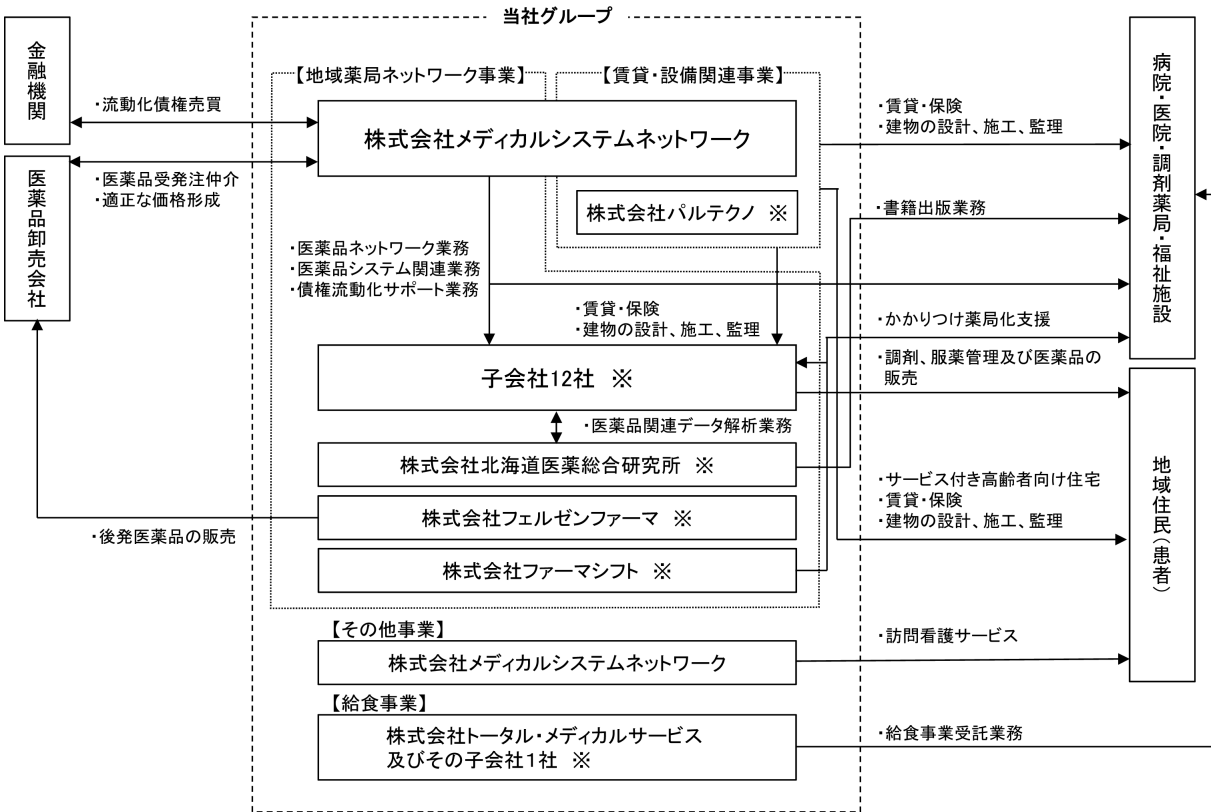 当社グループ
金融機関
・流動化債権売買
医薬品卸売会社
・医薬品受発注仲介
・適正な価格形成
【地域薬局ネットワーク事業】
【賃貸・設備関連事業】
株式会社メディカルシステムネットワーク
株式会社パルテクノ ※
・医薬品ネットワーク業務
・医薬品システム関連業務
・債権流動化サポート業務
・賃貸・保険
・建物の設計、施工、監理
子会社12社 ※
・医薬品関連データ解析業務
株式会社北海道医薬総合研究所 ※
株式会社フェルゼンファーマ ※
・後発医薬品の販売
株式会社ファーマシフト ※
【その他事業】
株式会社メディカルシステムネットワーク
【給食事業】
株式会社トータル・メディカルサービス
及びその子会社1社 ※
・賃貸・保険
・建物の設計、施工、監理
・書籍出版業務
・かかりつけ薬局化支援
・調剤、服薬管理及び医薬品の
販売
・サービス付き高齢者向け住宅
・賃貸・保険
・建物の設計、施工、監理
・訪問看護サービス
・給食事業受託業務
病院・医院・調剤薬局・福祉施設
地域住民(患者)